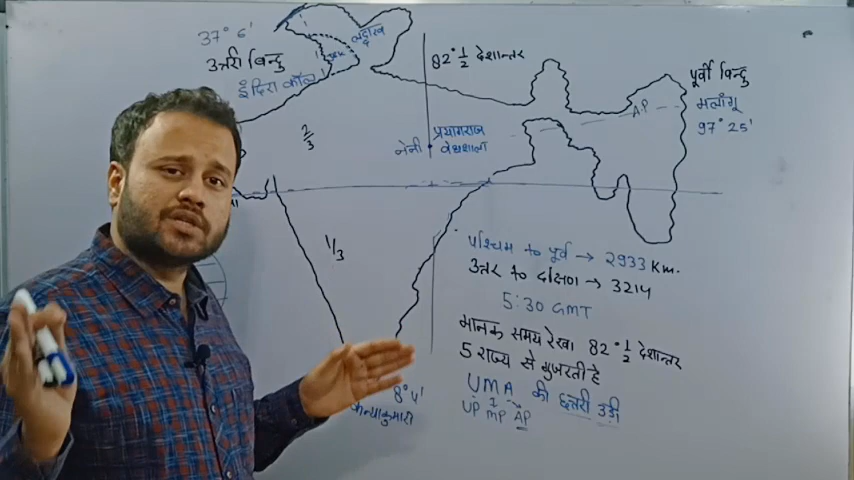 37° 6'
उत्तरी बिन्दु
इंदिरा कॉल
लद्दाख
82°½ देशान्तर
पूर्वी बिन्दु
मलांगू
97° 25'
AP
2/3
नैनी
प्रयागराज
वेधशाला
1/3
पश्चिम to पूर्व → 2933 Km.
उत्तर to दक्षिण → 3214
5:30 GMT
मानक समय रेखा 82°½ देशान्तर
5 राज्य से गुजरती है
UMA की छतरी उड़ी
UP MP AP
8° 4'
कन्याकुमारी